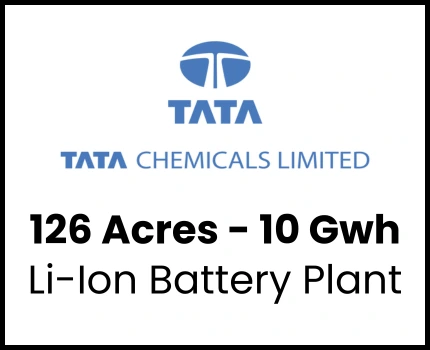 TATA
TATA CHEMICALS LIMITED
126 Acres - 10 Gwh
Li-Ion Battery Plant